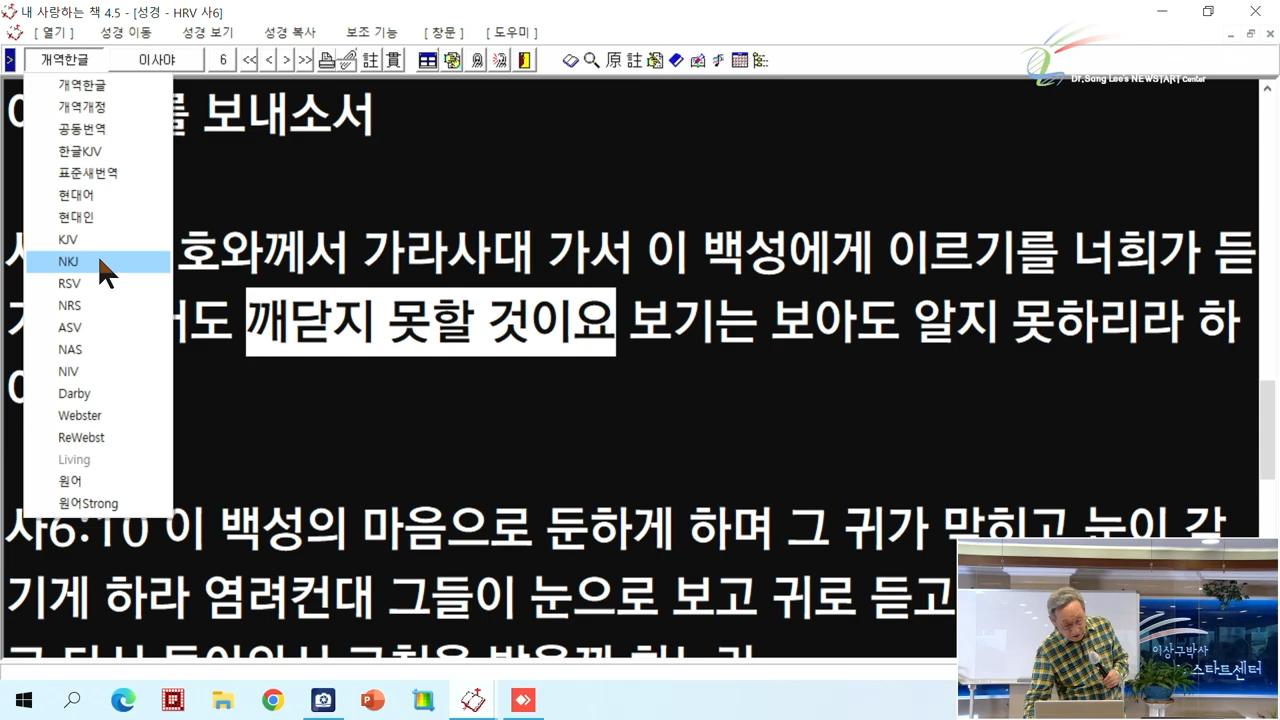 내 사랑하는 책 4.5 - [성경 - HRV 사6]
[ 열기 ] 성경 이동 성경 보기 성경 복사 보조 기능 [ 창문 ] [ 도우미 ]
> 개역한글 이사야 6 << < > >> 註 貫 原 註
Dr.Sang Lee's NEWSTART Center
개역한글
개역개정
공동번역
한글KJV
표준새번역
현대어
현대인
KJV
NKJ
RSV
NRS
ASV
NAS
NIV
Darby
Webster
ReWebst
Living
원어
원어Strong
를 보내소서
호와께서 가라사대 가서 이 백성에게 이르기를 너희가 듣
도 깨닫지 못할 것이요 보기는 보아도 알지 못하리라 하
사6:10 이 백성의 마음으로 둔하게 하며 그 귀가 막히고 눈이 감
기게 하라 염려컨대 그들이 눈으로 보고 귀로 듣고
이상구박사
스타트센터